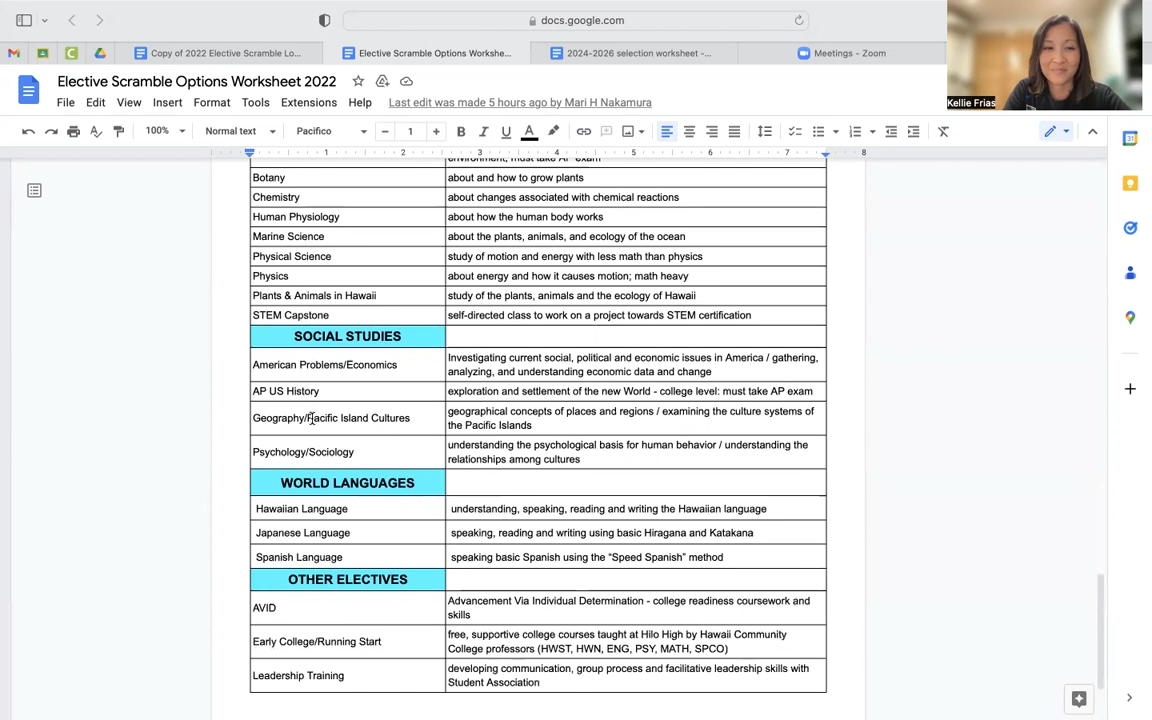 docs.google.com
Copy of 2022 Elective Scramble Lo...
Elective Scramble Options Workshe...
2024-2026 selection worksheet -...
Meetings - Zoom
Elective Scramble Options Worksheet 2022
File Edit View Insert Format Tools Extensions Help Last edit was made 5 hours ago by Mari H Nakamura
Kellie Frias
100% Normal text Pacifico 1
1 2 3 4 5 6 7 8
environment; must take AP exam
Botany about and how to grow plants
Chemistry about changes associated with chemical reactions
Human Physiology about how the human body works
Marine Science about the plants, animals, and ecology of the ocean
Physical Science study of motion and energy with less math than physics
Physics about energy and how it causes motion; math heavy
Plants & Animals in Hawaii study of the plants, animals and the ecology of Hawaii
STEM Capstone self-directed class to work on a project towards STEM certification
SOCIAL STUDIES
American Problems/Economics Investigating current social, political and economic issues in America / gathering,
analyzing, and understanding economic data and change
AP US History exploration and settlement of the new World - college level: must take AP exam
Geography/Pacific Island Cultures geographical concepts of places and regions / examining the culture systems of
the Pacific Islands
Psychology/Sociology understanding the psychological basis for human behavior / understanding the
relationships among cultures
WORLD LANGUAGES
Hawaiian Language understanding, speaking, reading and writing the Hawaiian language
Japanese Language speaking, reading and writing using basic Hiragana and Katakana
Spanish Language speaking basic Spanish using the “Speed Spanish” method
OTHER ELECTIVES
AVID Advancement Via Individual Determination - college readiness coursework and
skills
Early College/Running Start free, supportive college courses taught at Hilo High by Hawaii Community
College professors (HWST, HWN, ENG, PSY, MATH, SPCO)
Leadership Training developing communication, group process and facilitative leadership skills with
Student Association